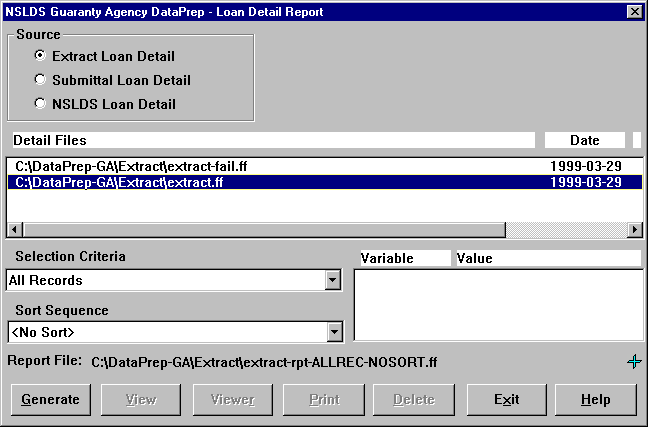 NSLDS Guaranty Agency DataPrep - Loan Detail Report
Source
Extract Loan Detail
Submittal Loan Detail
NSLDS Loan Detail
Detail Files Date
C:\DataPrep-GA\Extract\extract-fail.ff 1999-03-29
C:\DataPrep-GA\Extract\extract.ff 1999-03-29
Selection Criteria
All Records
Variable Value
Sort Sequence
<No Sort>
Report File: C:\DataPrep-GA\Extract\extract-rpt-ALLREC-NOSORT.ff
Generate View Viewer Print Delete Exit Help